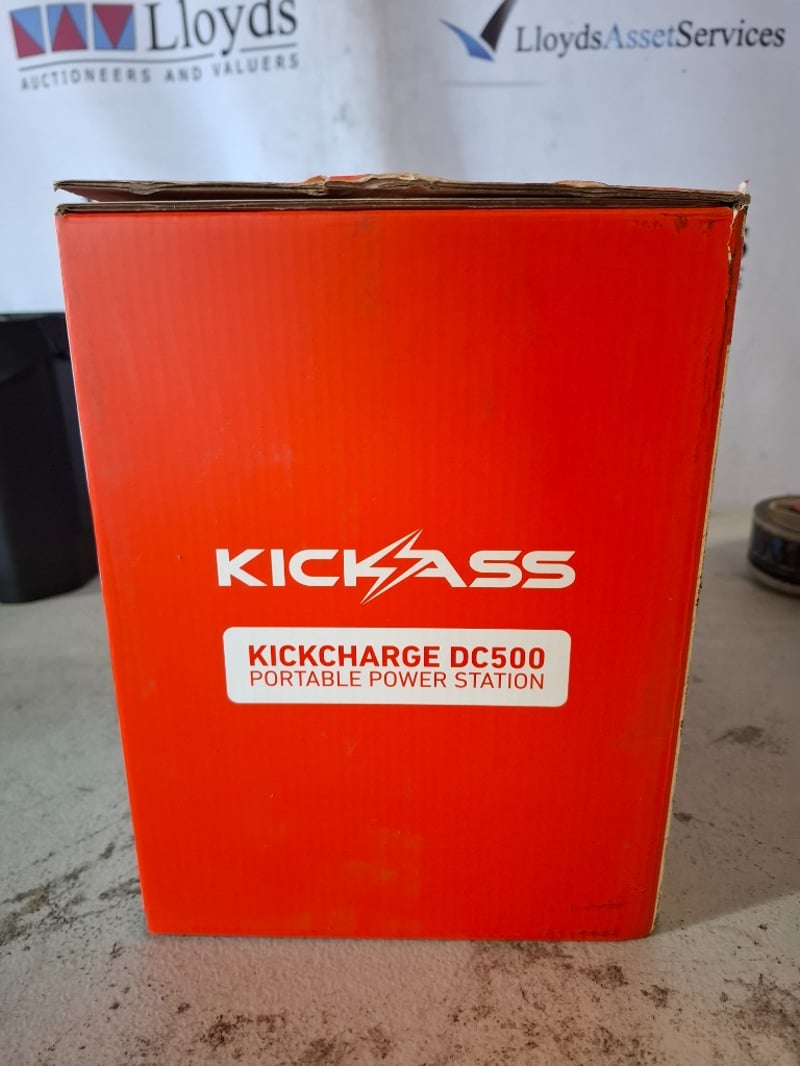 Lloyds
AUCTIONEERS AND VALUERS
LloydsAssetServices
KICKASS
KICKCHARGE DC500
PORTABLE POWER STATION